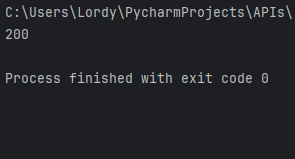 C:\Users\Lordy\PycharmProjects\APIs\
200
Process finished with exit code 0